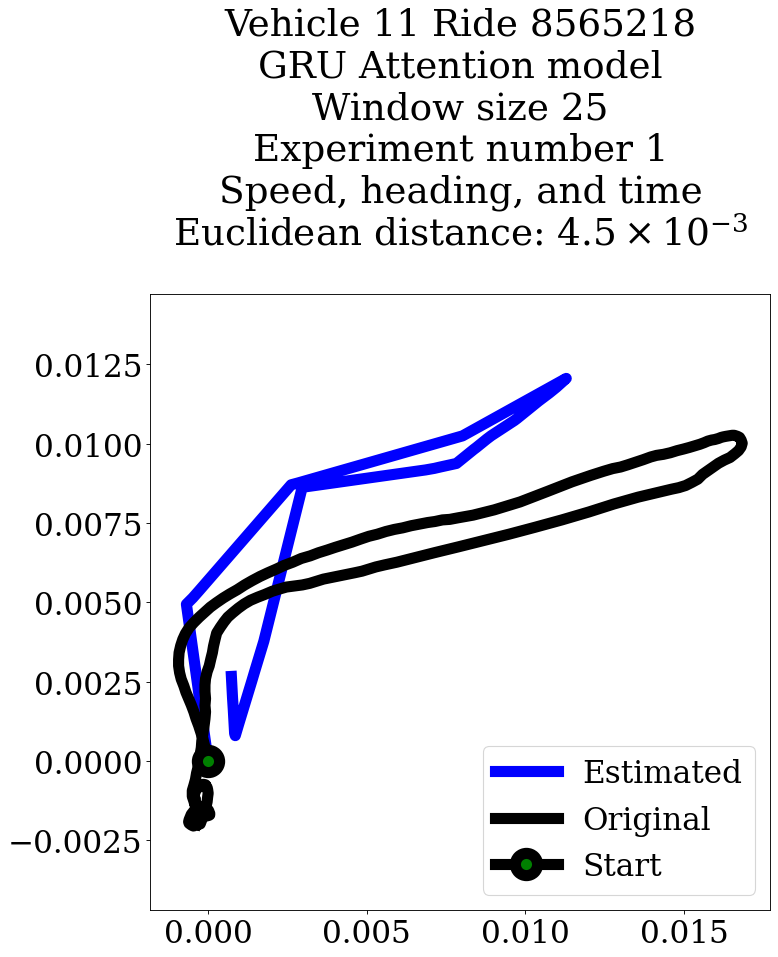 Vehicle 11 Ride 8565218
GRU Attention model
Window size 25
Experiment number 1
Speed, heading, and time
Euclidean distance: 4.5 × 10⁻³
0.0125
0.0100
0.0075
0.0050
0.0025
0.0000
−0.0025
Estimated
Original
Start
0.000 0.005 0.010 0.015